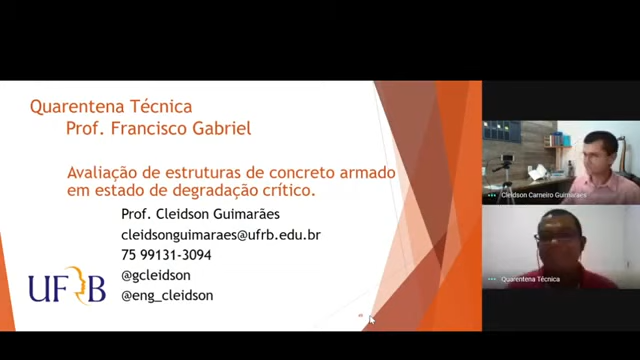 Quarentena Técnica
Prof. Francisco Gabriel
Avaliação de estruturas de concreto armado
em estado de degradação crítico.
Prof. Cleidson Guimarães
cleidsonguimaraes@ufrb.edu.br
75 99131-3094
@gcleidson
@eng_cleidson
UFRB
Cleidson Carneiro Guimaraes
Quarentena Técnica